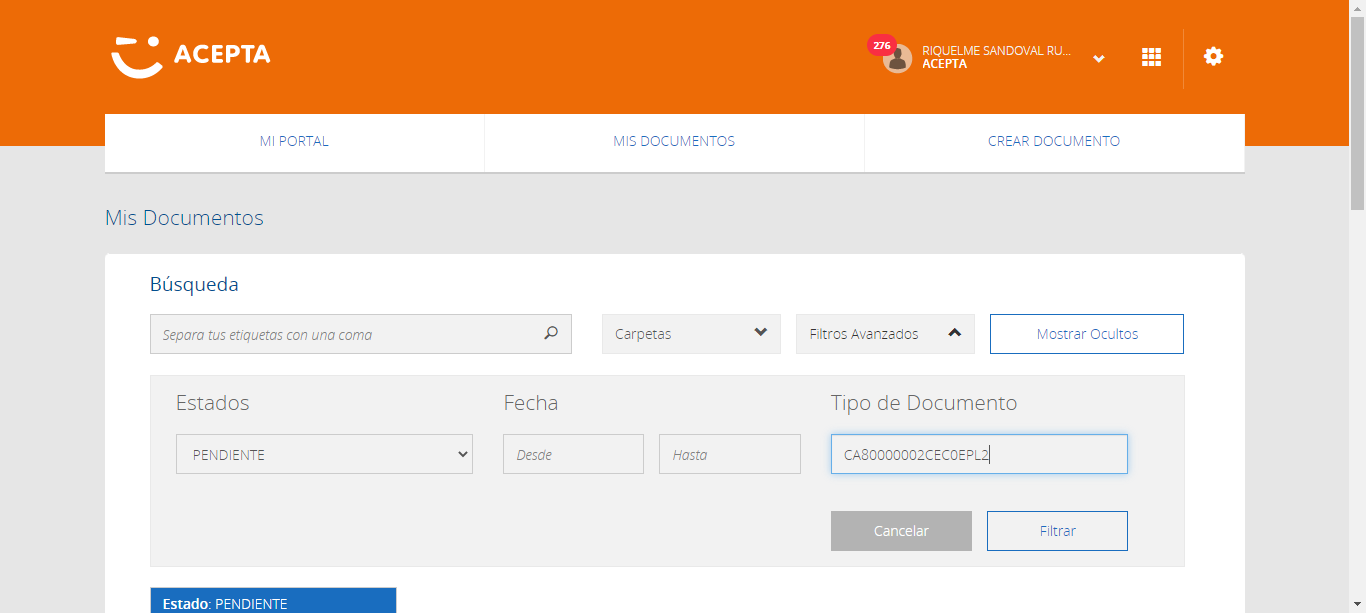 ACEPTA
276
RIQUELME SANDOVAL RU...
ACEPTA
MI PORTAL
MIS DOCUMENTOS
CREAR DOCUMENTO
Mis Documentos
Búsqueda
Separa tus etiquetas con una coma
Carpetas
Filtros Avanzados
Mostrar Ocultos
Estados
Fecha
Tipo de Documento
PENDIENTE
Desde
Hasta
CA80000002CEC0EPL2
Cancelar
Filtrar
Estado: PENDIENTE